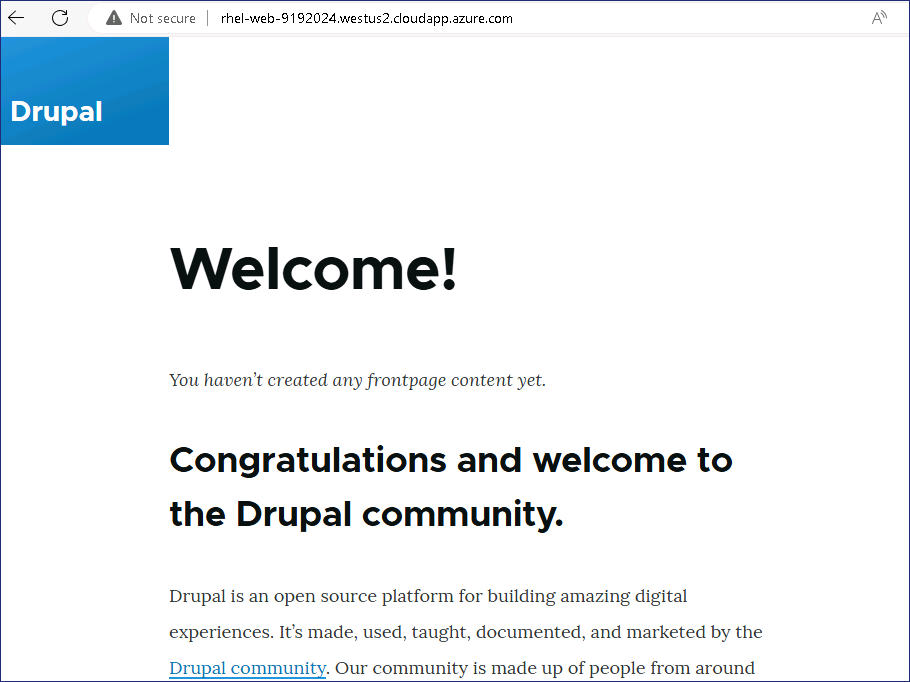 Not secure | rhel-web-9192024.westus2.cloudapp.azure.com
Drupal
Welcome!
You haven’t created any frontpage content yet.
Congratulations and welcome to
the Drupal community.
Drupal is an open source platform for building amazing digital
experiences. It’s made, used, taught, documented, and marketed by the
Drupal community. Our community is made up of people from around